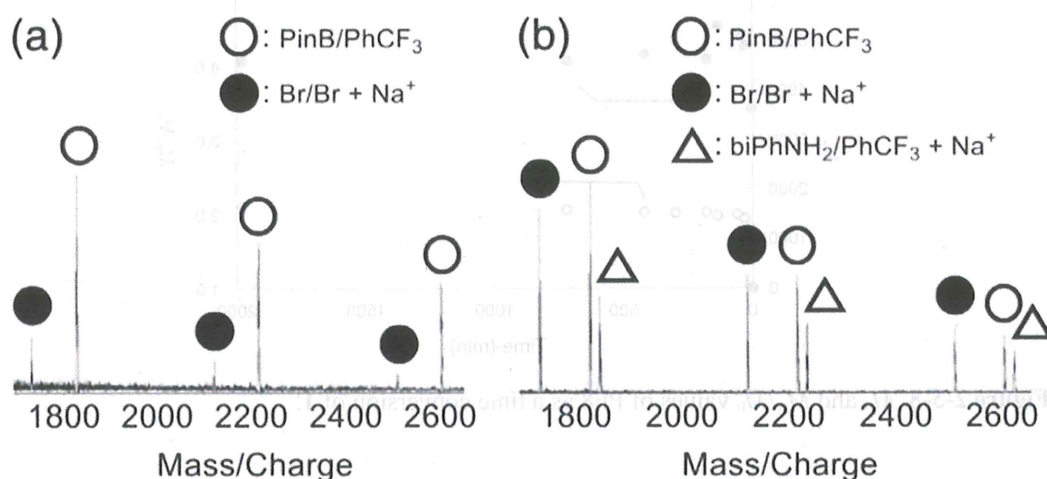 (a)
○: PinB/PhCF₃
●: Br/Br + Na⁺
1800 2000 2200 2400 2600
Mass/Charge
(b)
○: PinB/PhCF₃
●: Br/Br + Na⁺
△: biPhNH₂/PhCF₃ + Na⁺
1800 2000 2200 2400 2600
Mass/Charge